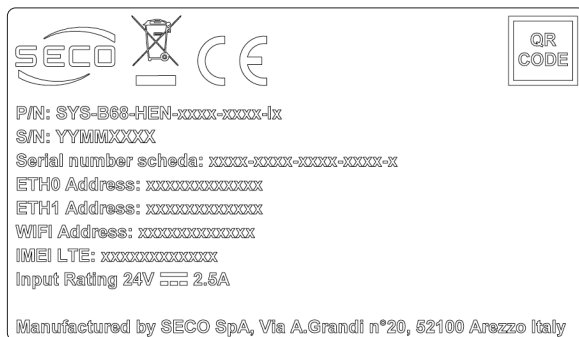 SECO
CE
QR
CODE
P/N: SYS-B68-HEN-xxxx-xxxx-Ix
S/N: YYMMXXXX
Serial number scheda: xxxx-xxxx-xxxx-xxxx-x
ETH0 Address: xxxxxxxxxxxx
ETH1 Address: xxxxxxxxxxxx
WIFI Address: xxxxxxxxxxxx
IMEI LTE: xxxxxxxxxxxx
Input Rating 24V ⎓ 2.5A
Manufactured by SECO SpA, Via A.Grandi n°20, 52100 Arezzo Italy